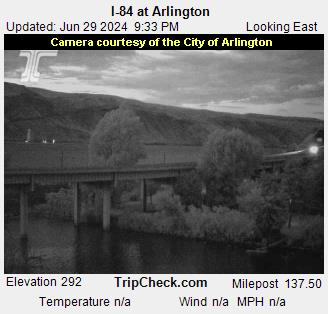 I-84 at Arlington
Updated: Jun 29 2024 9:33 PM Looking East
Camera courtesy of the City of Arlington
Elevation 292 TripCheck.com Milepost 137.50
Temperature n/a Wind n/a MPH n/a